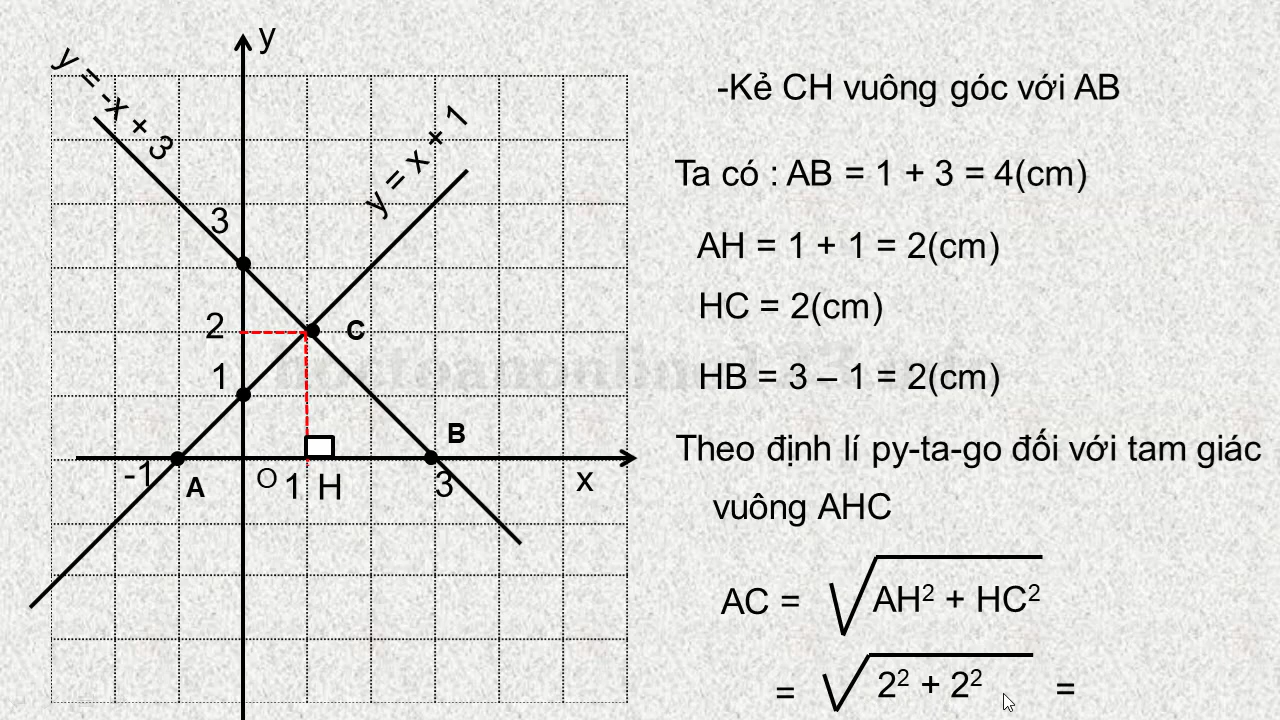 y
y = -x + 3
y = x + 1
3
2
C
1
B
-1
A
O
1
H
3
x
-Kẻ CH vuông góc với AB
Ta có : AB = 1 + 3 = 4(cm)
AH = 1 + 1 = 2(cm)
HC = 2(cm)
HB = 3 – 1 = 2(cm)
Theo định lí py-ta-go đối với tam giác
vuông AHC
AC = √AH² + HC²
= √2² + 2² =